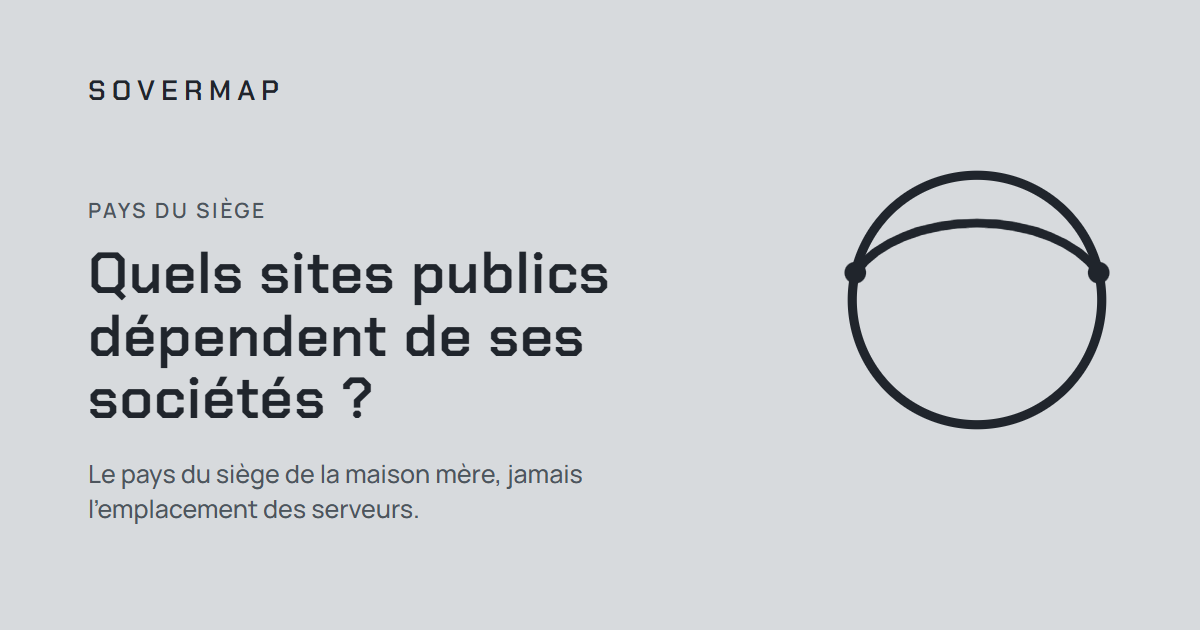 SOVERMAP
PAYS DU SIÈGE
Quels sites publics
dépendent de ses
sociétés ?
Le pays du siège de la maison mère, jamais
l’emplacement des serveurs.